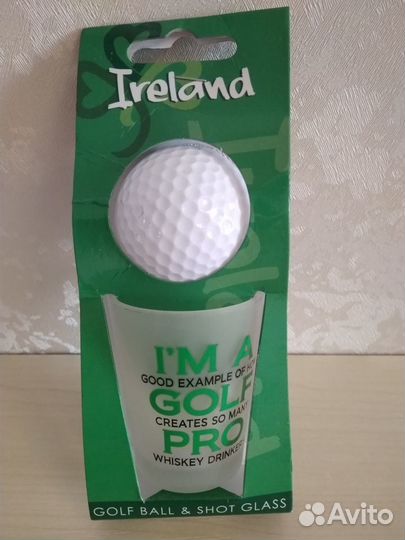 Ireland
I'M A
GOOD EXAMPLE OF HOW
GOLF
CREATES SO MANY
PRO
WHISKEY DRINKERS
GOLF BALL & SHOT GLASS
Avito